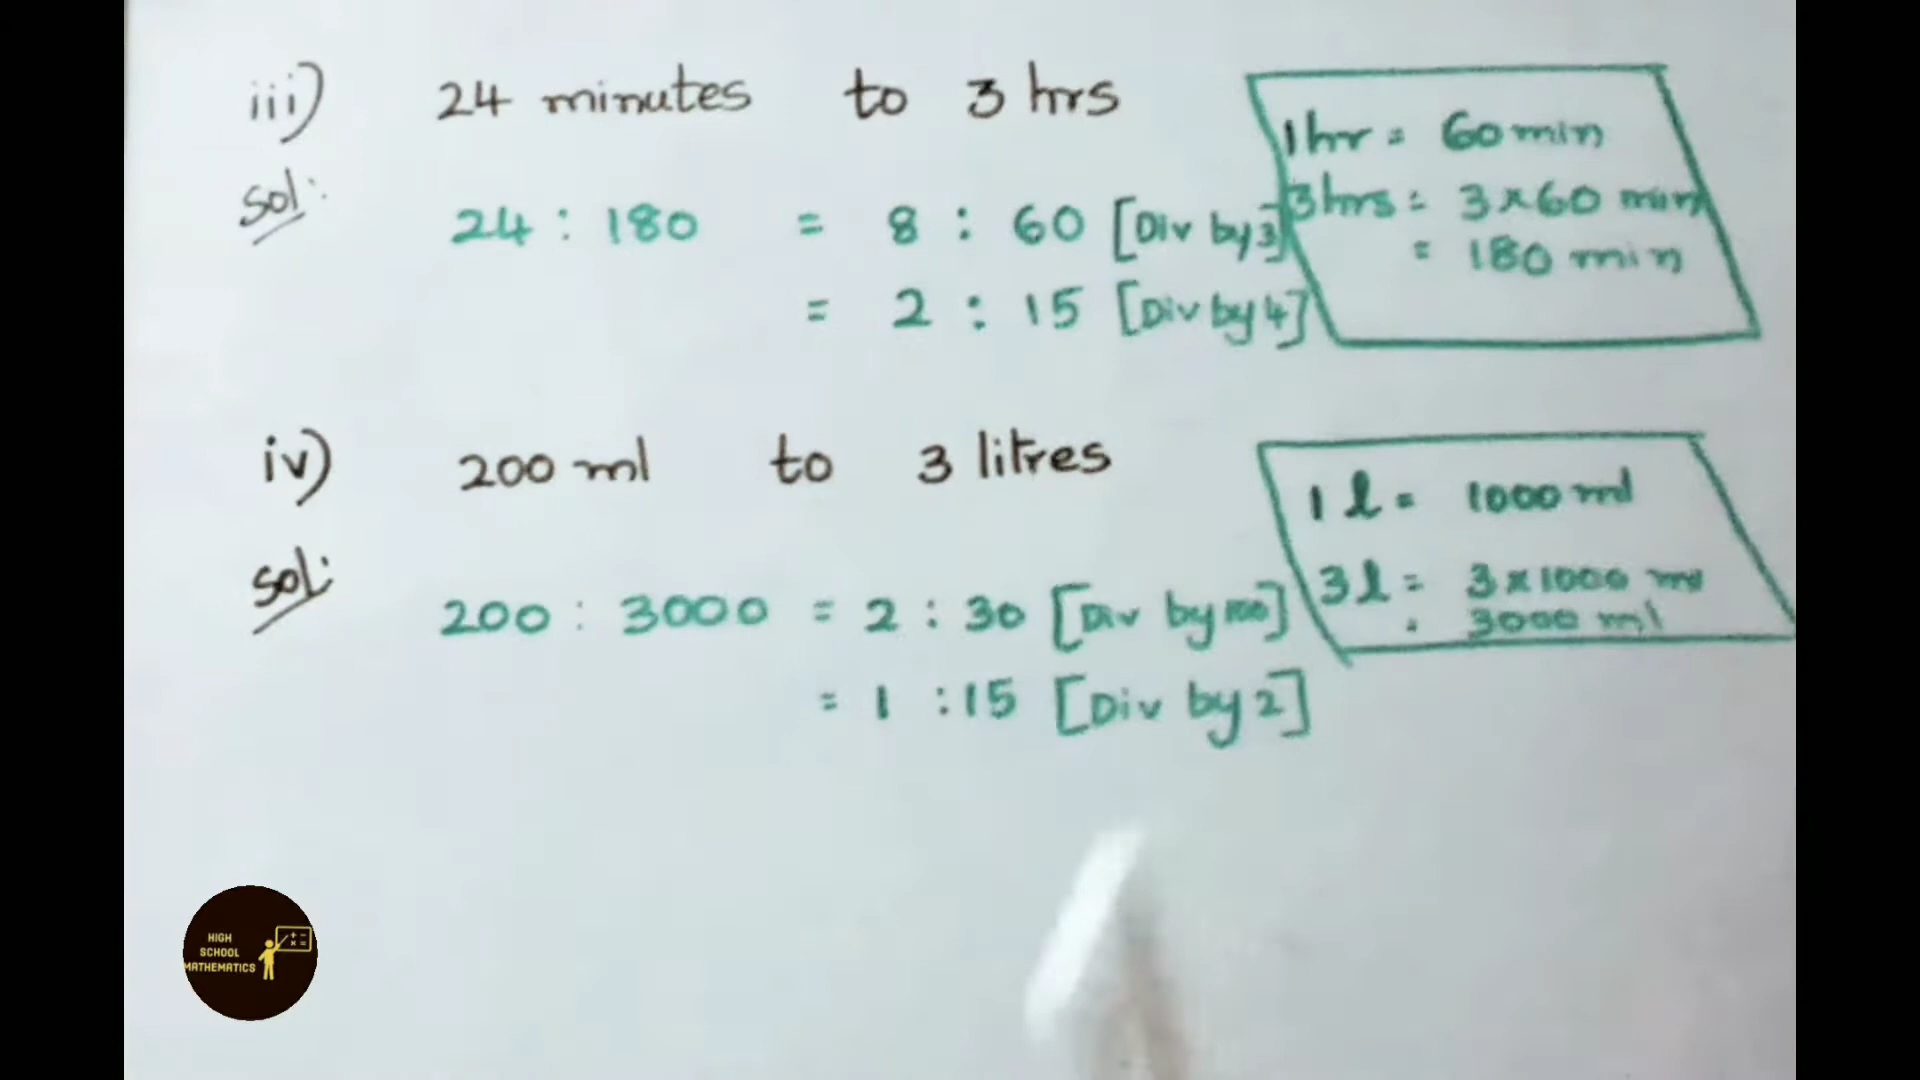 iii) 24 minutes to 3 hrs
sol:
24 : 180 = 8 : 60 [Div by 3]
= 2 : 15 [Div by 4]
1 hr = 60 min
3 hrs = 3 x 60 min
= 180 min
iv) 200 ml to 3 litres
sol:
200 : 3000 = 2 : 30 [Div by 100]
= 1 : 15 [Div by 2]
1 l = 1000 ml
3 l = 3 x 1000 ml
= 3000 ml
HIGH
SCHOOL
MATHEMATICS